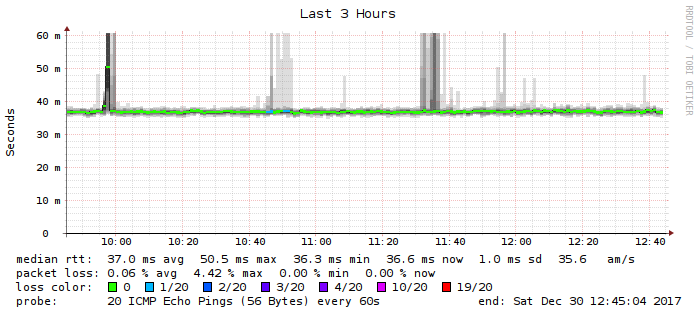 Last 3 Hours
RRDTOOL / TOBI OETIKER
Seconds
60 m
50 m
40 m
30 m
20 m
10 m
0
10:00 10:20 10:40 11:00 11:20 11:40 12:00 12:20 12:40
median rtt: 37.0 ms avg 50.5 ms max 36.3 ms min 36.6 ms now 1.0 ms sd 35.6 am/s
packet loss: 0.06 % avg 4.42 % max 0.00 % min 0.00 % now
loss color: 0 1/20 2/20 3/20 4/20 10/20 19/20
probe: 20 ICMP Echo Pings (56 Bytes) every 60s end: Sat Dec 30 12:45:04 2017